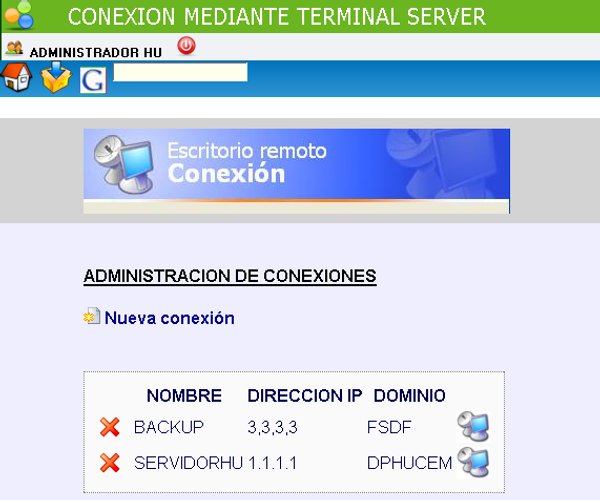 CONEXION MEDIANTE TERMINAL SERVER
ADMINISTRADOR HU
G
Escritorio remoto
Conexión
ADMINISTRACION DE CONEXIONES
Nueva conexión
NOMBRE DIRECCION IP DOMINIO
BACKUP 3,3,3,3 FSDF
SERVIDORHU 1.1.1.1 DPHUCEM